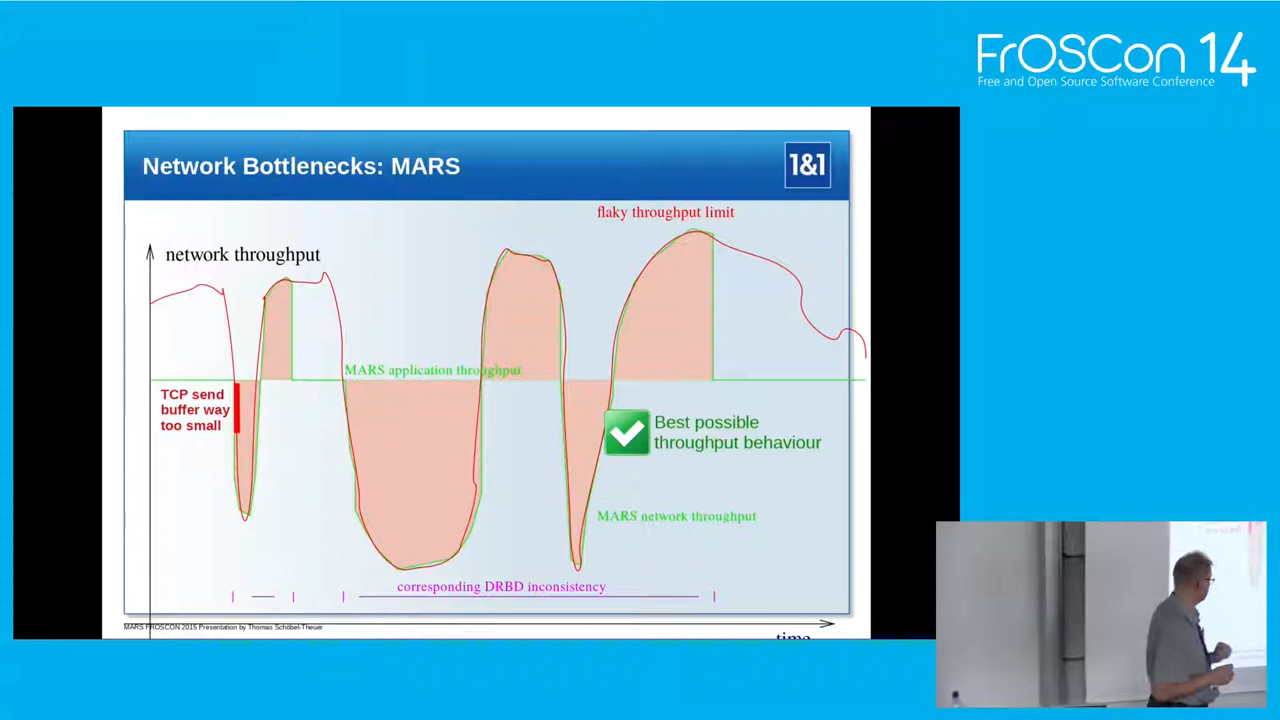 FrOSCon 14
Free and Open Source Software Conference
Network Bottlenecks: MARS
1&1
flaky throughput limit
network throughput
MARS application throughput
TCP send
buffer way
too small
Best possible
throughput behaviour
MARS network throughput
corresponding DRBD inconsistency
MARS FROSCON 2015 Presentation by Thomas Schöbel-Theuer
time